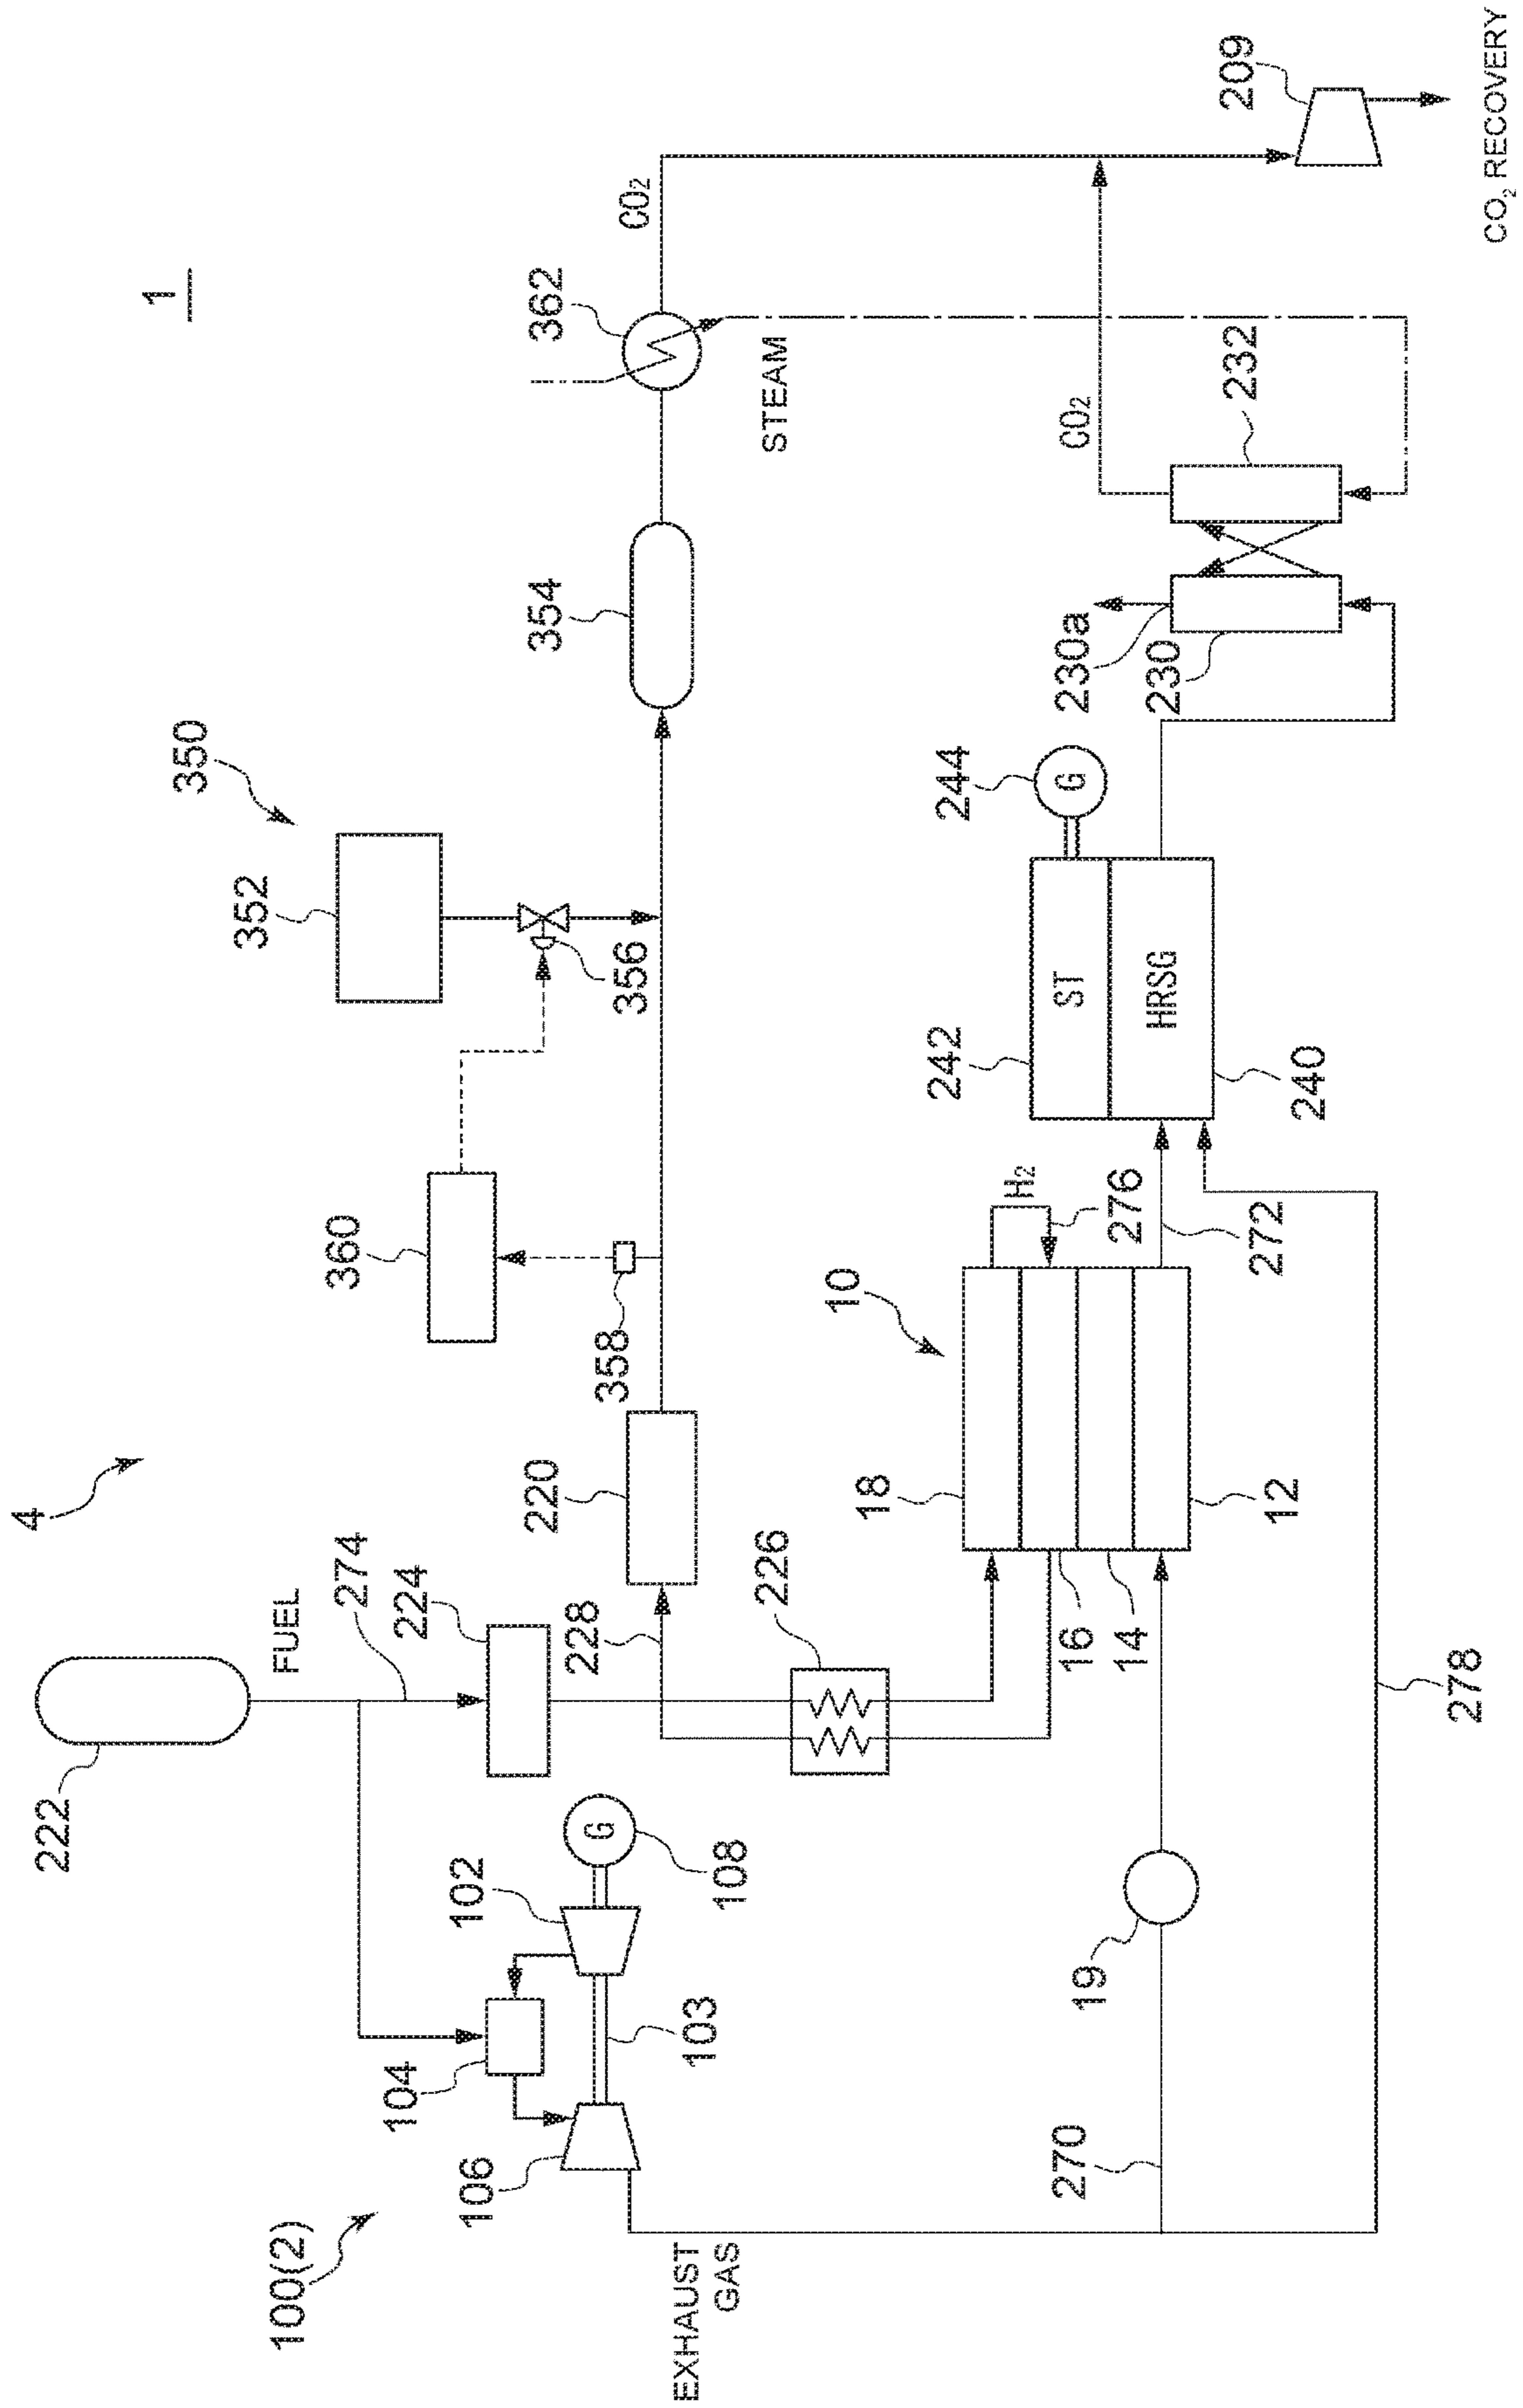 222
4
1
350
352
100(2)
FUEL
274
360
104
224
102
106
220
354
362
228
G
358
356
CO₂
EXHAUST
GAS
103
108
226
STEAM
10
18
242
244
H₂
270
19
16
ST
G
230a
CO₂
276
14
HRSG
230
232
209
272
12
240
278
CO₂ RECOVERY